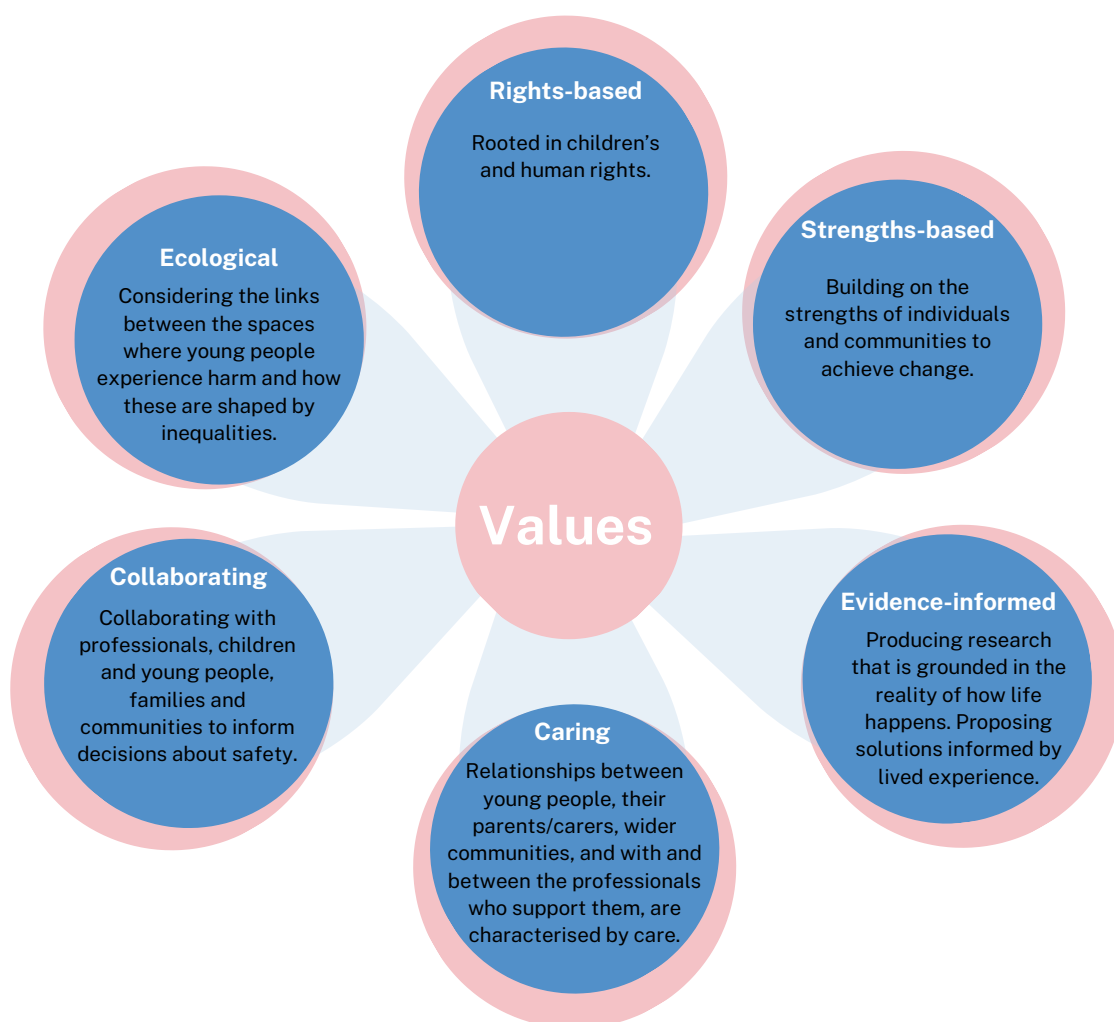 Rights-based
Rooted in children’s
and human rights.
Strengths-based
Building on the
strengths of individuals
and communities to
achieve change.
Ecological
Considering the links
between the spaces
where young people
experience harm and how
these are shaped by
inequalities.
Values
Collaborating
Collaborating with
professionals, children
and young people,
families and
communities to inform
decisions about safety.
Evidence-informed
Producing research
that is grounded in the
reality of how life
happens. Proposing
solutions informed by
lived experience.
Caring
Relationships between
young people, their
parents/carers, wider
communities, and with and
between the professionals
who support them, are
characterised by care.